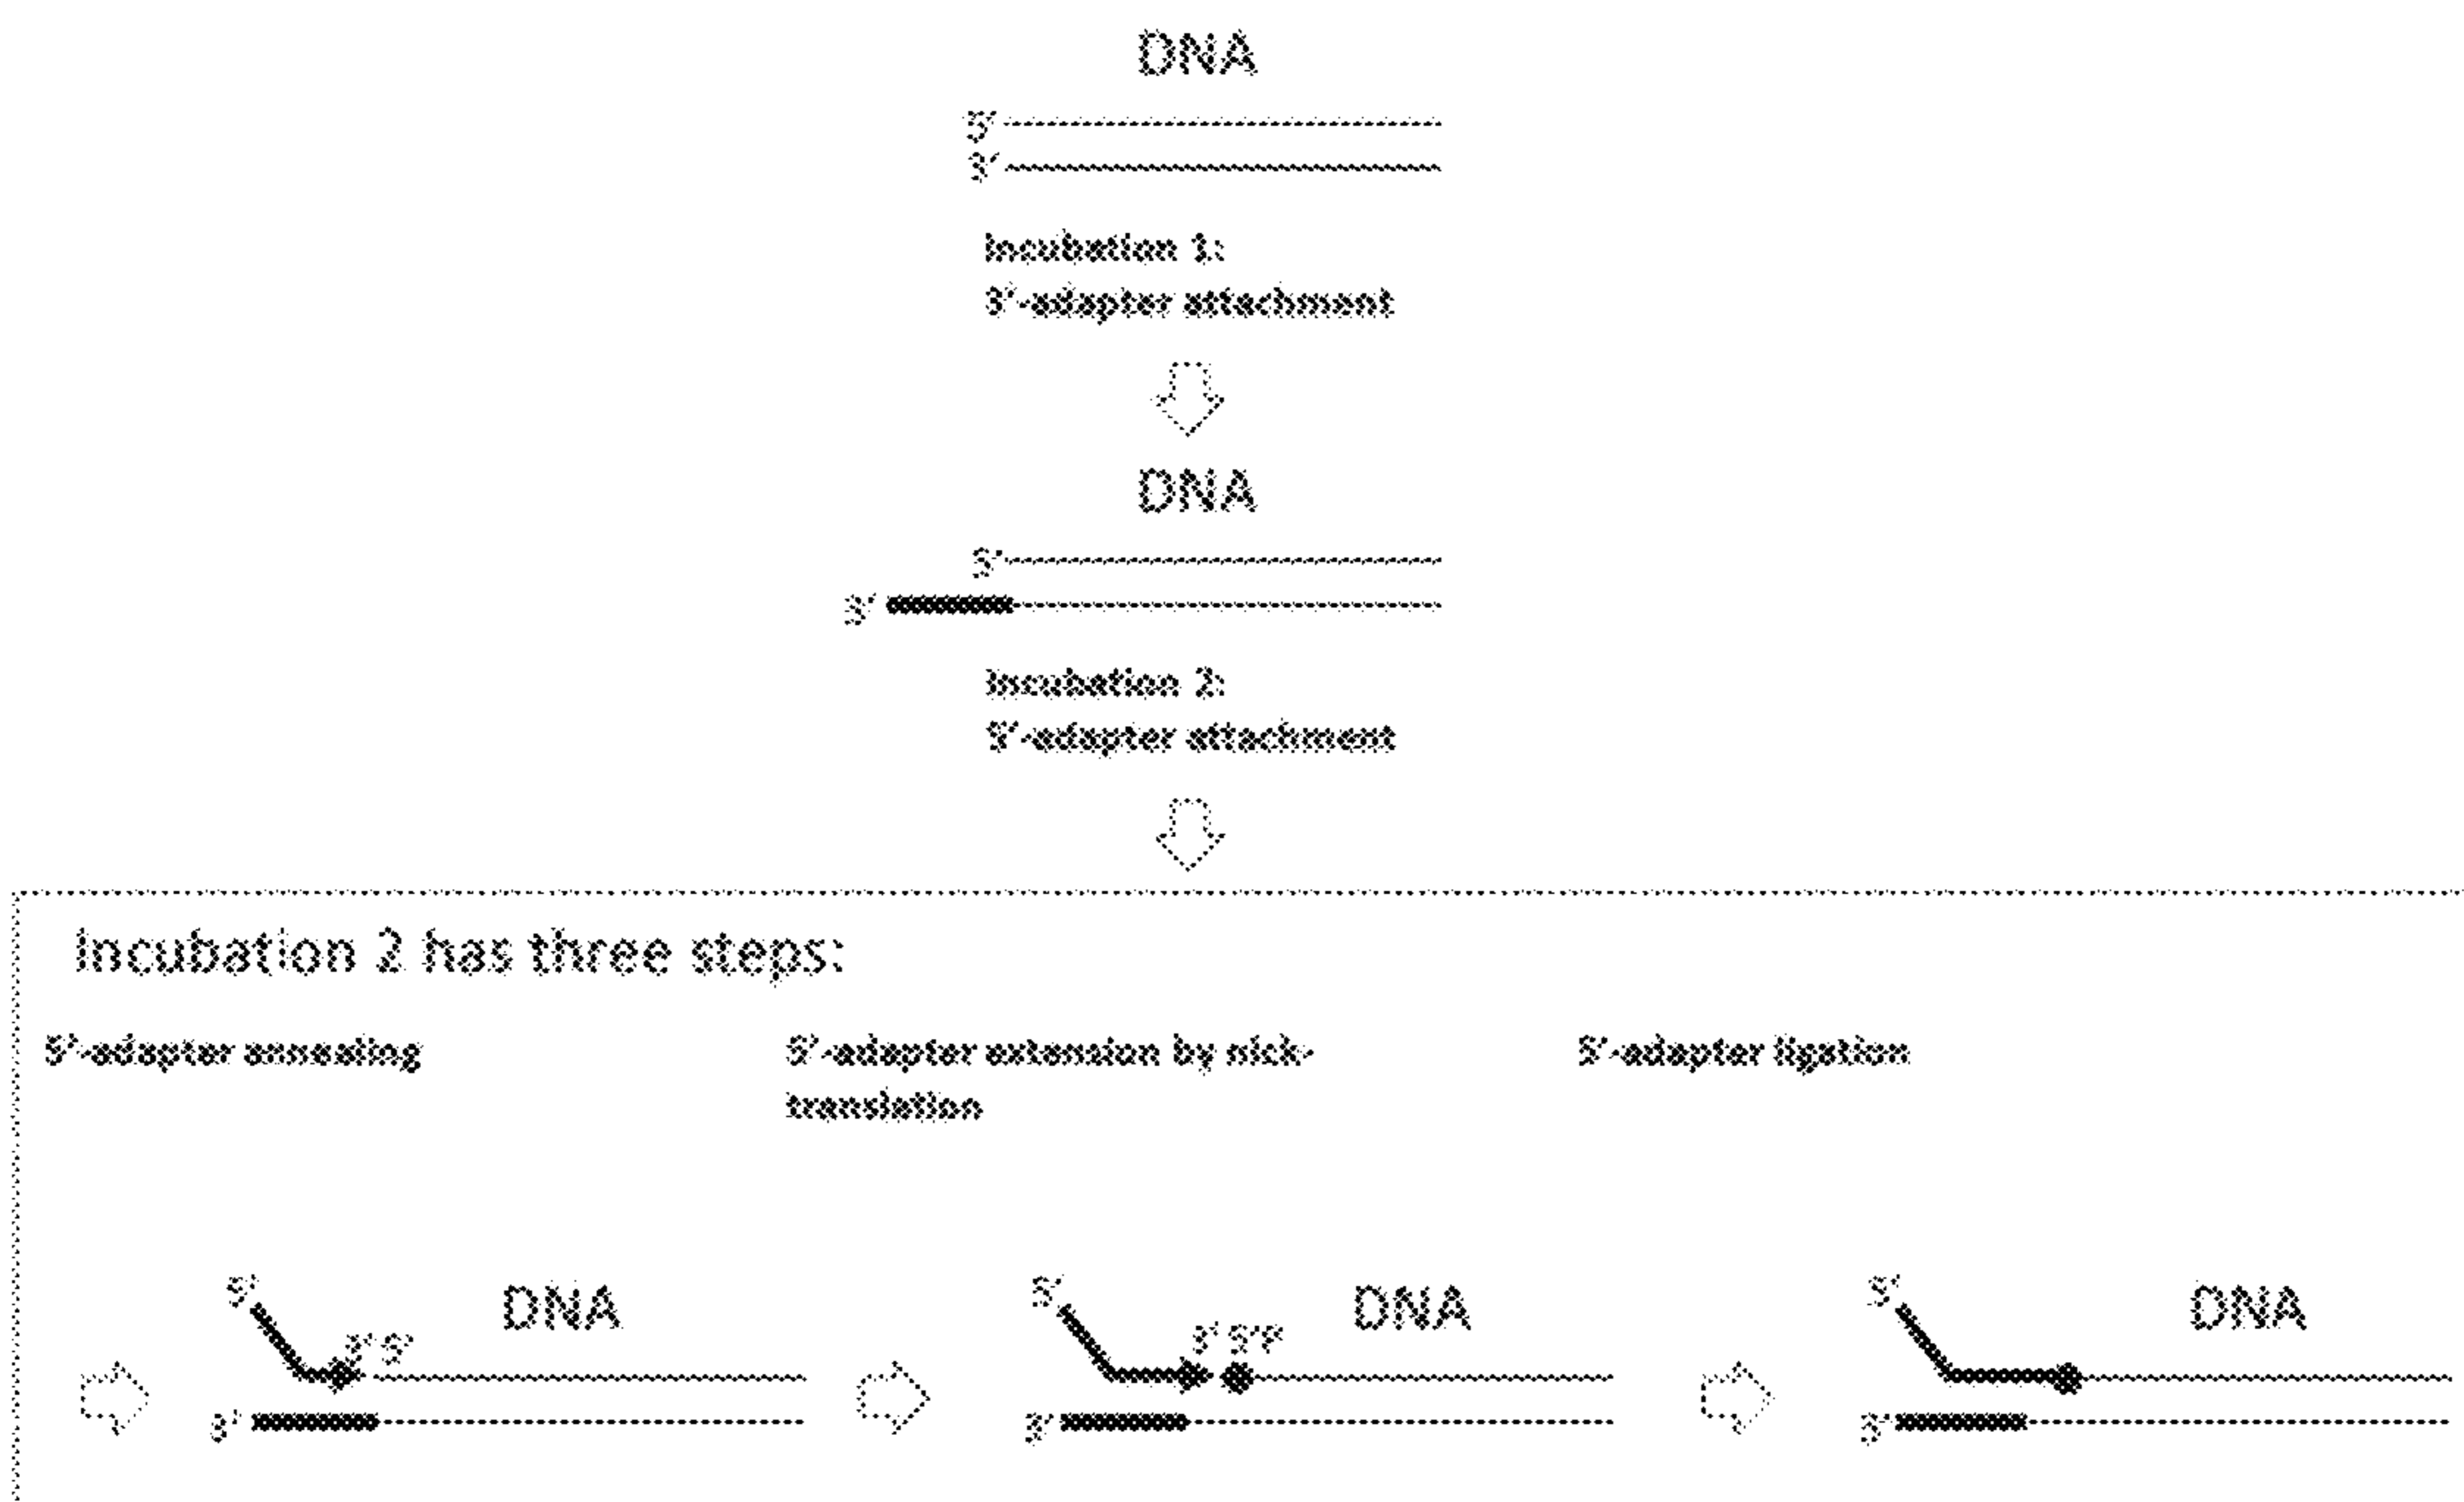 DNA
5'
3'
Incubation 1:
3'-adapter attachment
DNA
5'
3'
Incubation 2:
5'-adapter attachment
Incubation 2 has three steps:
5'-adapter annealing
5'-adapter extension by nick-
translation
5'-adapter ligation
5' DNA
3' 5'
3'
5' DNA
3' 5'P
3'
5' DNA
3'